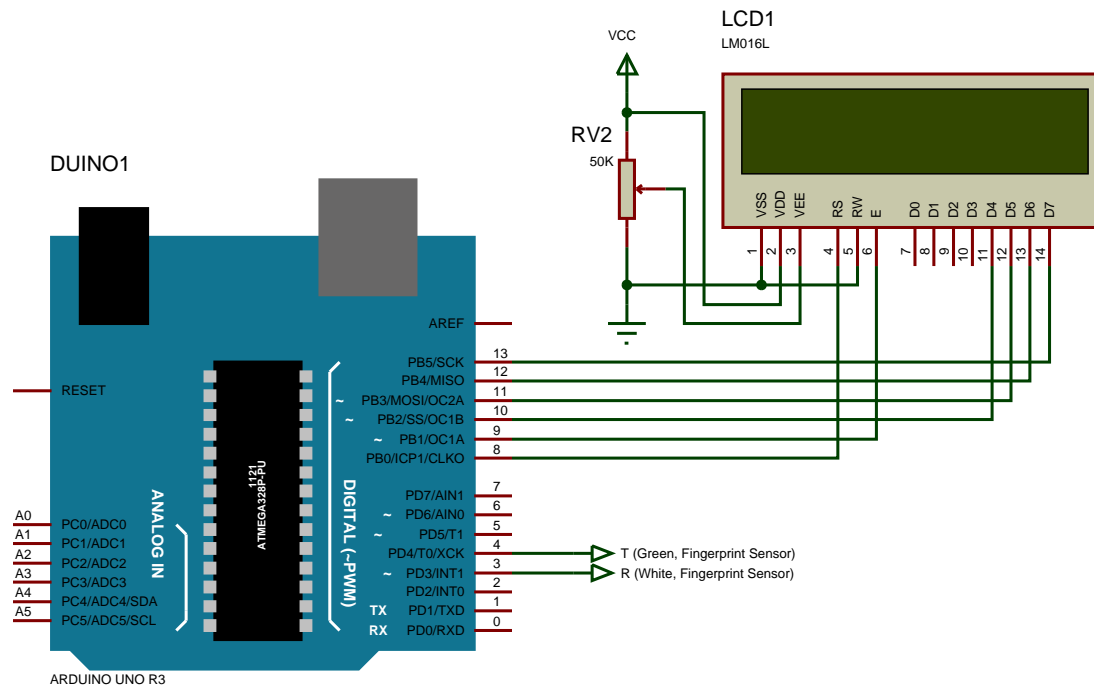 LCD1
LM016L
VCC
RV2
50K
VSS
VDD
VEE
RS
RW
E
D0
D1
D2
D3
D4
D5
D6
D7
1
2
3
4
5
6
7
8
9
10
11
12
13
14
DUINO1
AREF
RESET
PB5/SCK 13
PB4/MISO 12
~ PB3/MOSI/OC2A 11
~ PB2/SS/OC1B 10
~ PB1/OC1A 9
PB0/ICP1/CLKO 8
1121
ATMEGA328P-PU
DIGITAL (~PWM)
ANALOG IN
PD7/AIN1 7
~ PD6/AIN0 6
~ PD5/T1 5
PD4/T0/XCK 4
T (Green, Fingerprint Sensor)
~ PD3/INT1 3
R (White, Fingerprint Sensor)
PD2/INT0 2
TX PD1/TXD 1
RX PD0/RXD 0
A0 PC0/ADC0
A1 PC1/ADC1
A2 PC2/ADC2
A3 PC3/ADC3
A4 PC4/ADC4/SDA
A5 PC5/ADC5/SCL
ARDUINO UNO R3